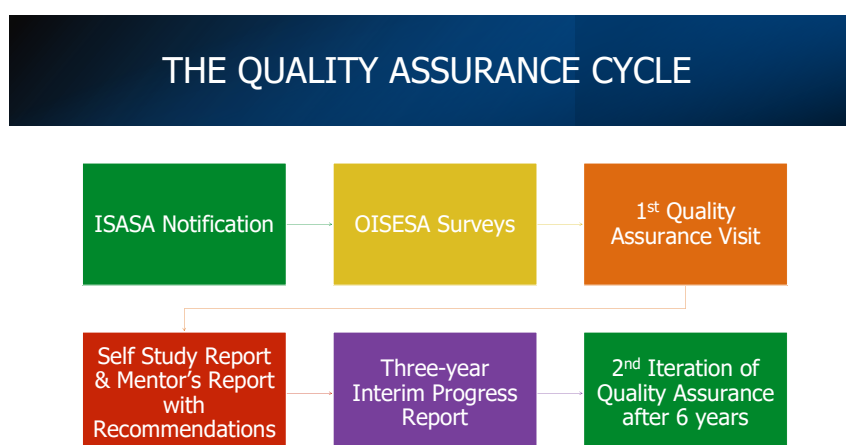 THE QUALITY ASSURANCE CYCLE
ISASA Notification
OISESA Surveys
1st Quality
Assurance Visit
Self Study Report
& Mentor's Report
with
Recommendations
Three-year
Interim Progress
Report
2nd Iteration of
Quality Assurance
after 6 years